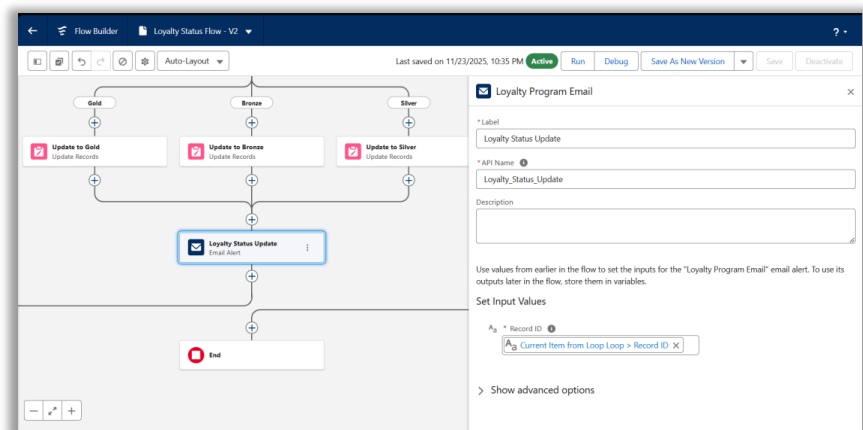 Flow Builder
Loyalty Status Flow - V2
? -
Auto-Layout
Last saved on 11/23/2025, 10:35 PM
Active
Run
Debug
Save As New Version
Save
Deactivate
Gold
Bronze
Silver
Update to Gold
Update Records
Update to Bronze
Update Records
Update to Silver
Update Records
Loyalty Status Update
Email Alert
End
Loyalty Program Email
* Label
Loyalty Status Update
* API Name
Loyalty_Status_Update
Description
Use values from earlier in the flow to set the inputs for the "Loyalty Program Email" email alert. To use its
outputs later in the flow, store them in variables.
Set Input Values
Aa * Record ID
Aa Current Item from Loop Loop > Record ID
Show advanced options